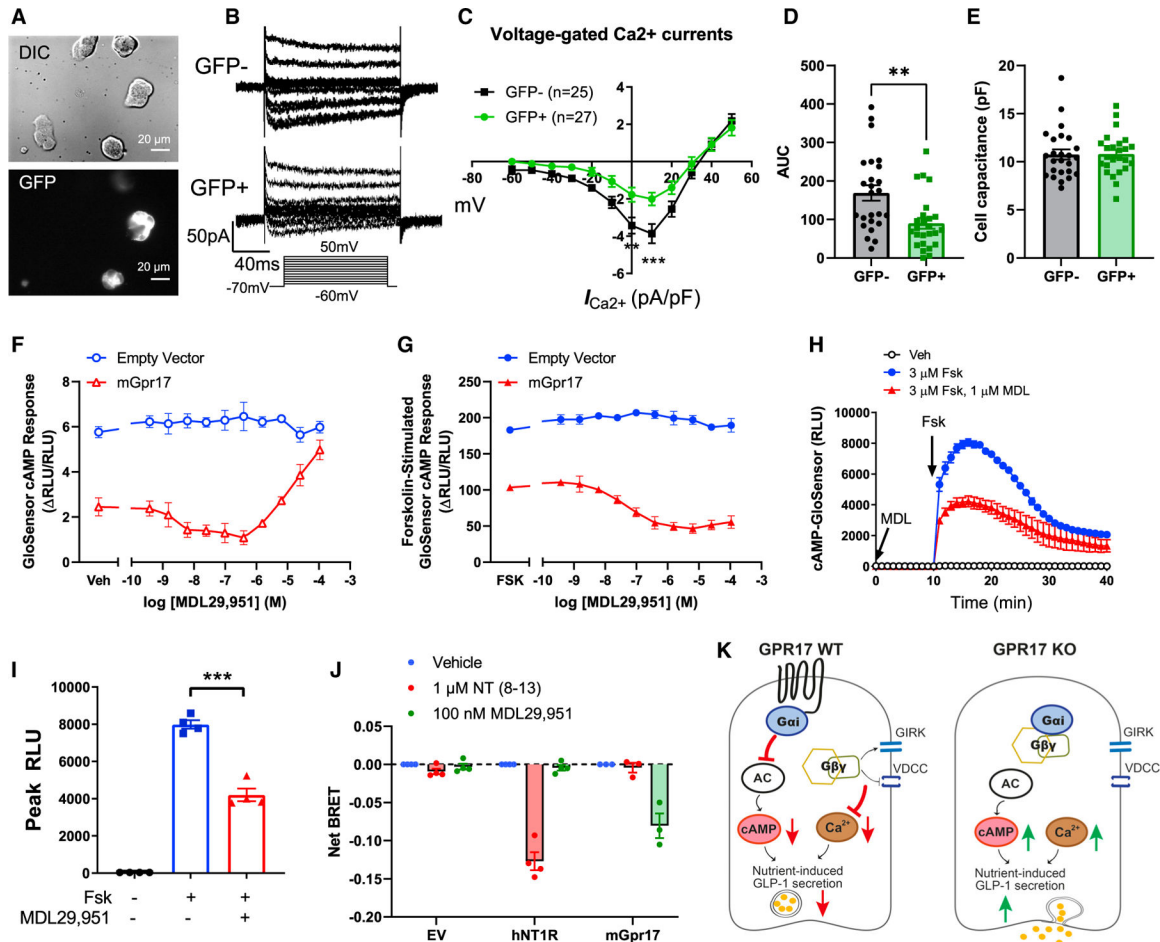 A
DIC
20 µm
GFP
20 µm
B
GFP-
GFP+
50pA
40ms
50mV
-70mV
-60mV
C
Voltage-gated Ca2+ currents
GFP- (n=25)
GFP+ (n=27)
4
2
-80
-60
-40
-20
20
40
60
mV
-2
-4
-6
**
***
ICa2+ (pA/pF)
D
**
AUC
500
400
300
200
100
0
GFP-
GFP+
E
Cell capacitance (pF)
20
15
10
5
0
GFP-
GFP+
F
Empty Vector
mGpr17
GloSensor cAMP Response
(ΔRLU/RLU)
8
6
4
2
0
Veh
-10
-9
-8
-7
-6
-5
-4
-3
log [MDL29,951] (M)
G
Empty Vector
mGpr17
Forskolin-Stimulated
GloSensor cAMP Response
(ΔRLU/RLU)
250
200
150
100
50
0
FSK
-10
-9
-8
-7
-6
-5
-4
-3
log [MDL29,951] (M)
H
Veh
3 µM Fsk
3 µM Fsk, 1 µM MDL
cAMP-GloSensor (RLU)
10000
8000
6000
4000
2000
0
Fsk
MDL
0
10
20
30
40
Time (min)
I
***
Peak RLU
10000
8000
6000
4000
2000
0
Fsk - + +
MDL29,951 - - +
J
Vehicle
1 µM NT (8-13)
100 nM MDL29,951
Net BRET
0.05
0.00
-0.05
-0.10
-0.15
-0.20
EV
hNT1R
mGpr17
K
GPR17 WT
Gαi
AC
Gβγ
GIRK
VDCC
cAMP
Ca2+
Nutrient-induced
GLP-1 secretion
GPR17 KO
Gαi
Gβγ
AC
GIRK
VDCC
cAMP
Ca2+
Nutrient-induced
GLP-1 secretion